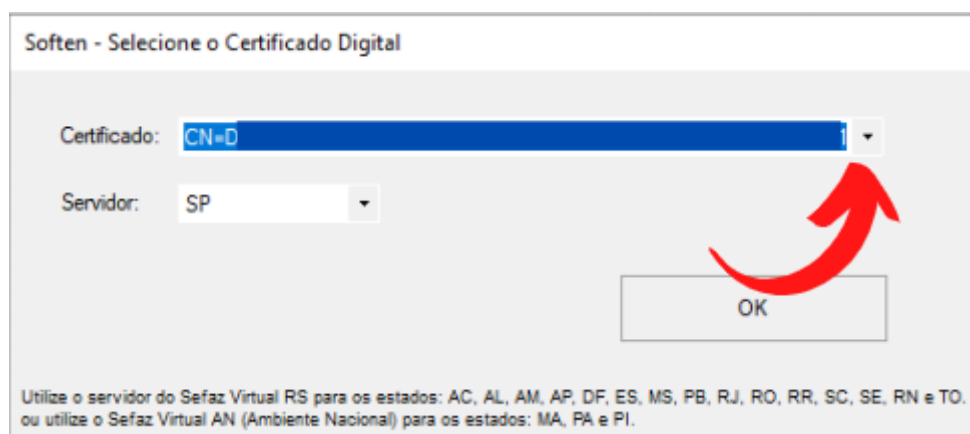 Soften - Selecione o Certificado Digital
Certificado: CN=D 1
Servidor: SP
OK
Utilize o servidor do Sefaz Virtual RS para os estados: AC, AL, AM, AP, DF, ES, MS, PB, RJ, RO, RR, SC, SE, RN e TO.
ou utilize o Sefaz Virtual AN (Ambiente Nacional) para os estados: MA, PA e PI.